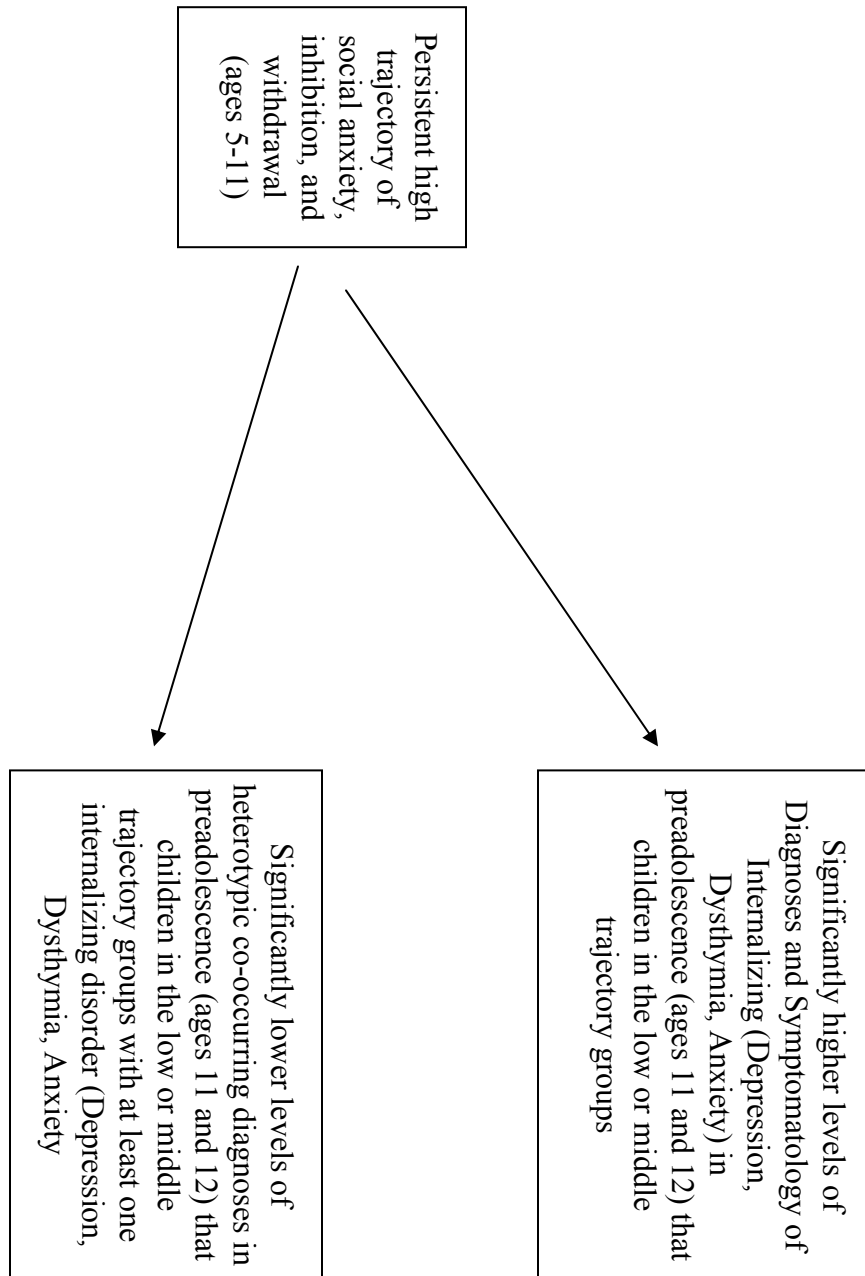 Persistent high
trajectory of
social anxiety,
inhibition, and
withdrawal
(ages 5-11)
Significantly higher levels of
Diagnoses and Symptomatology of
Internalizing (Depression,
Dysthymia, Anxiety) in
preadolescence (ages 11 and 12) that
children in the low or middle
trajectory groups
Significantly lower levels of
heterotypic co-occurring diagnoses in
preadolescence (ages 11 and 12) that
children in the low or middle
trajectory groups with at least one
internalizing disorder (Depression,
Dysthymia, Anxiety